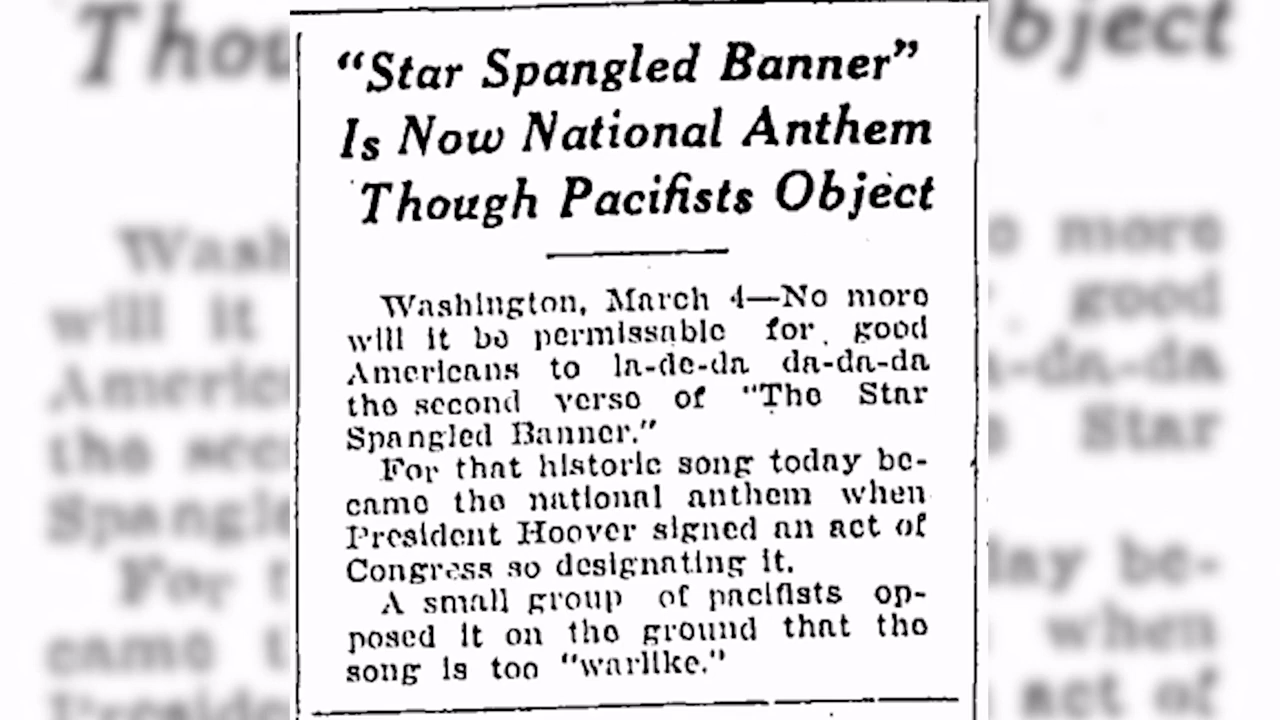 "Star Spangled Banner"
Is Now National Anthem
Though Pacifists Object
Washington, March 4—No more
will it be permissable for good
Americans to la-de-da da-da-da
the second verse of "The Star
Spangled Banner."
For that historic song today be-
came the national anthem when
President Hoover signed an act of
Congress so designating it.
A small group of pacifists op-
posed it on the ground that the
song is too "warlike."